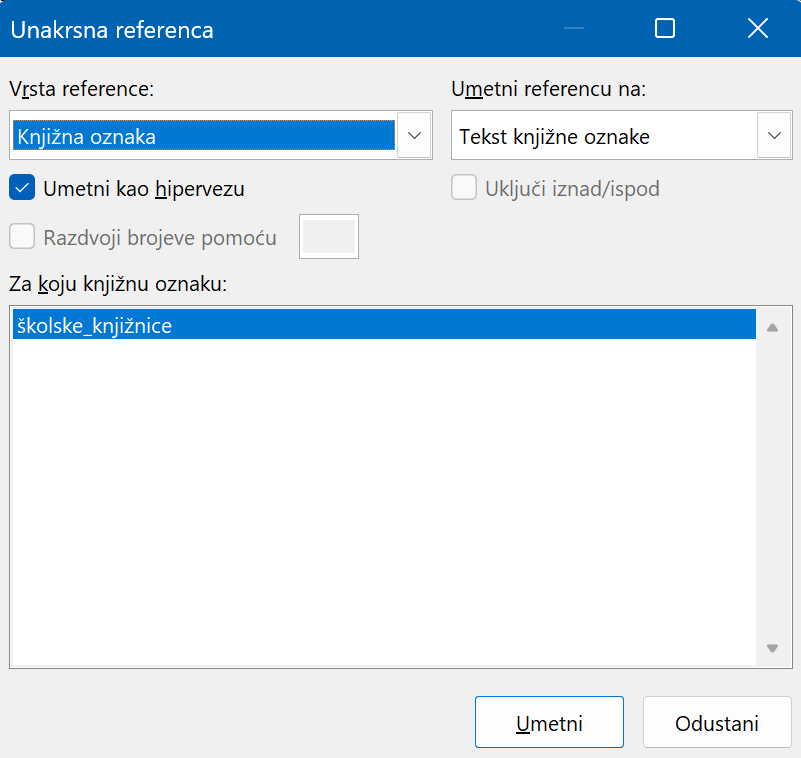 Unakrsna referenca
Vrsta reference:
Umetni referencu na:
Knjižna oznaka
Tekst knjižne oznake
Umetni kao hipervezu
Uključi iznad/ispod
Razdvoji brojeve pomoću
Za koju knjižnu oznaku:
školske_knjižnice
Umetni
Odustani